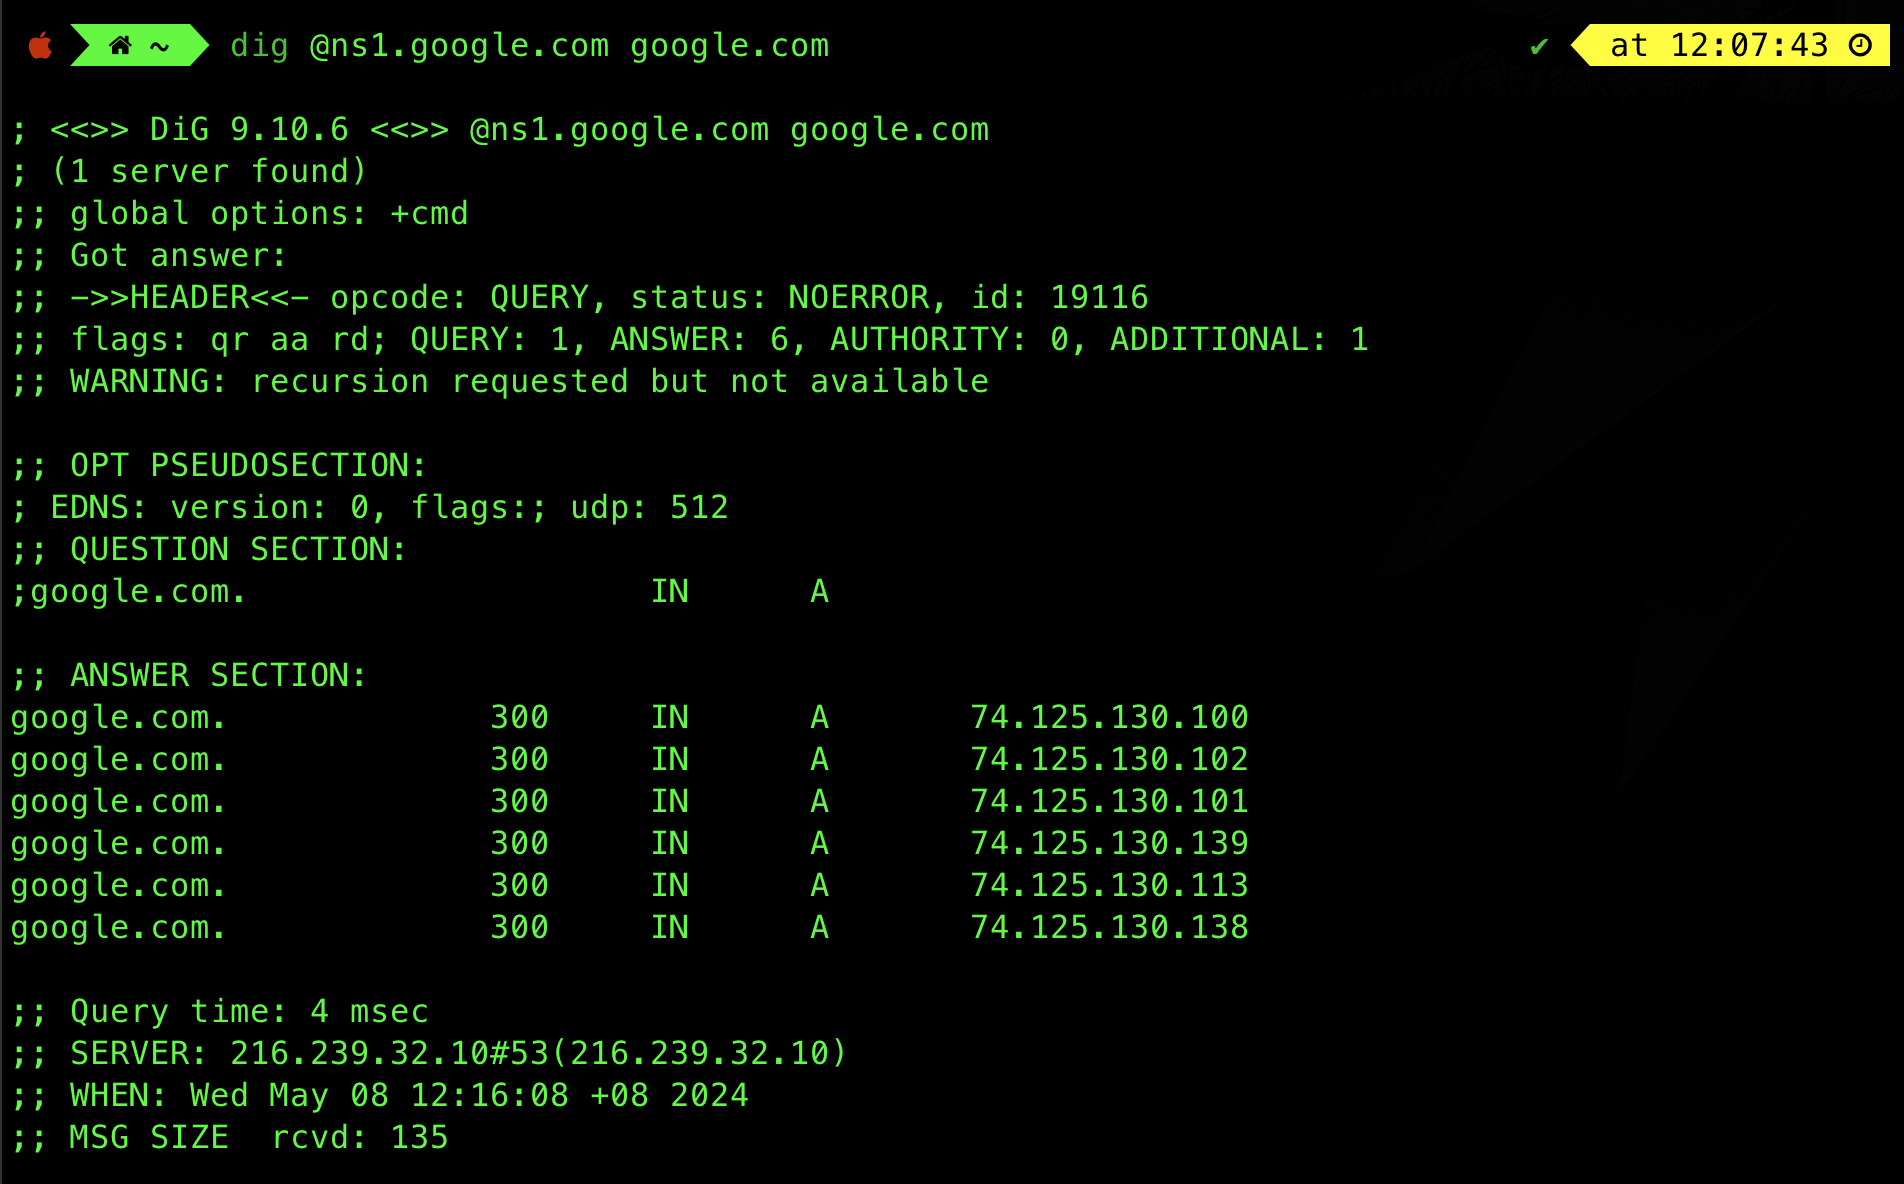 ~ dig @ns1.google.com google.com ✔ at 12:07:43
; <<>> DiG 9.10.6 <<>> @ns1.google.com google.com
; (1 server found)
;; global options: +cmd
;; Got answer:
;; ->>HEADER<<- opcode: QUERY, status: NOERROR, id: 19116
;; flags: qr aa rd; QUERY: 1, ANSWER: 6, AUTHORITY: 0, ADDITIONAL: 1
;; WARNING: recursion requested but not available
;; OPT PSEUDOSECTION:
; EDNS: version: 0, flags:; udp: 512
;; QUESTION SECTION:
;google.com. IN A
;; ANSWER SECTION:
google.com. 300 IN A 74.125.130.100
google.com. 300 IN A 74.125.130.102
google.com. 300 IN A 74.125.130.101
google.com. 300 IN A 74.125.130.139
google.com. 300 IN A 74.125.130.113
google.com. 300 IN A 74.125.130.138
;; Query time: 4 msec
;; SERVER: 216.239.32.10#53(216.239.32.10)
;; WHEN: Wed May 08 12:16:08 +08 2024
;; MSG SIZE  rcvd: 135